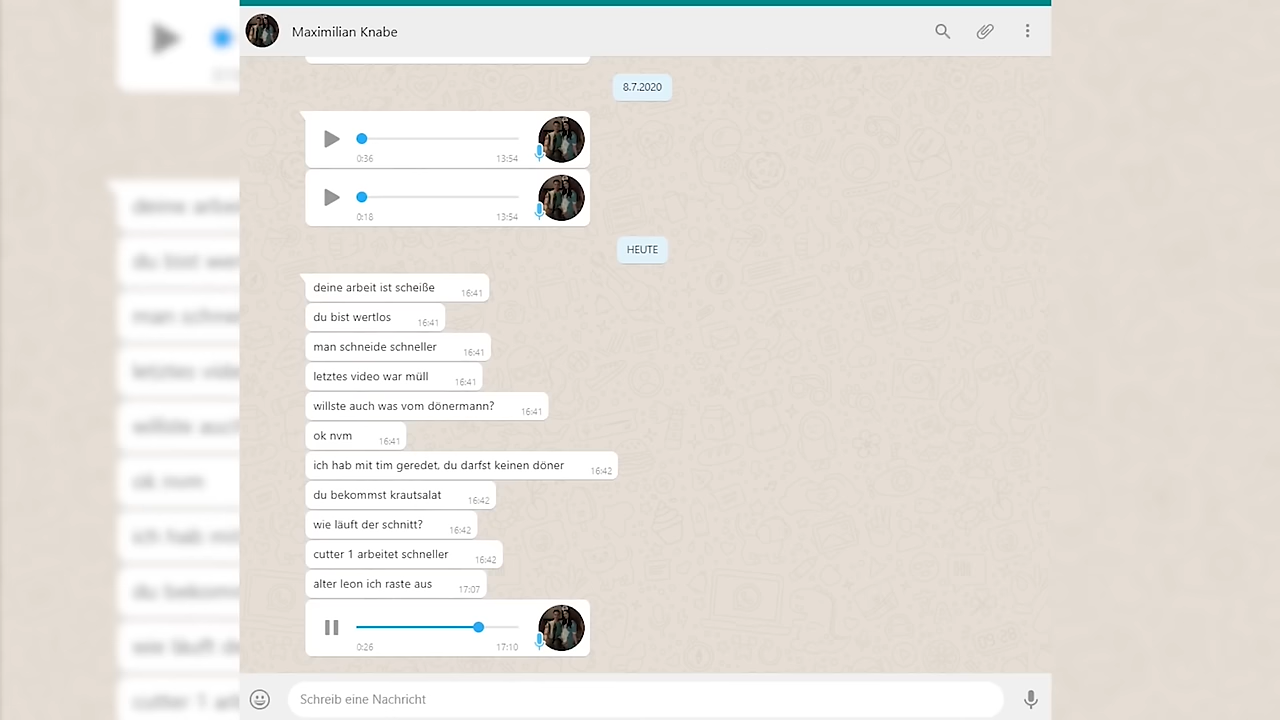 Maximilian Knabe
8.7.2020
0:36 13:54
0:18 13:54
HEUTE
deine arbeit ist scheiße 16:41
du bist wertlos 16:41
man schneide schneller 16:41
letztes video war müll 16:41
willste auch was vom dönermann? 16:41
ok nvm 16:41
ich hab mit tim geredet, du darfst keinen döner 16:42
du bekommst krautsalat 16:42
wie läuft der schnitt? 16:42
cutter 1 arbeitet schneller 16:42
alter leon ich raste aus 17:07
0:26 17:10
Schreib eine Nachricht